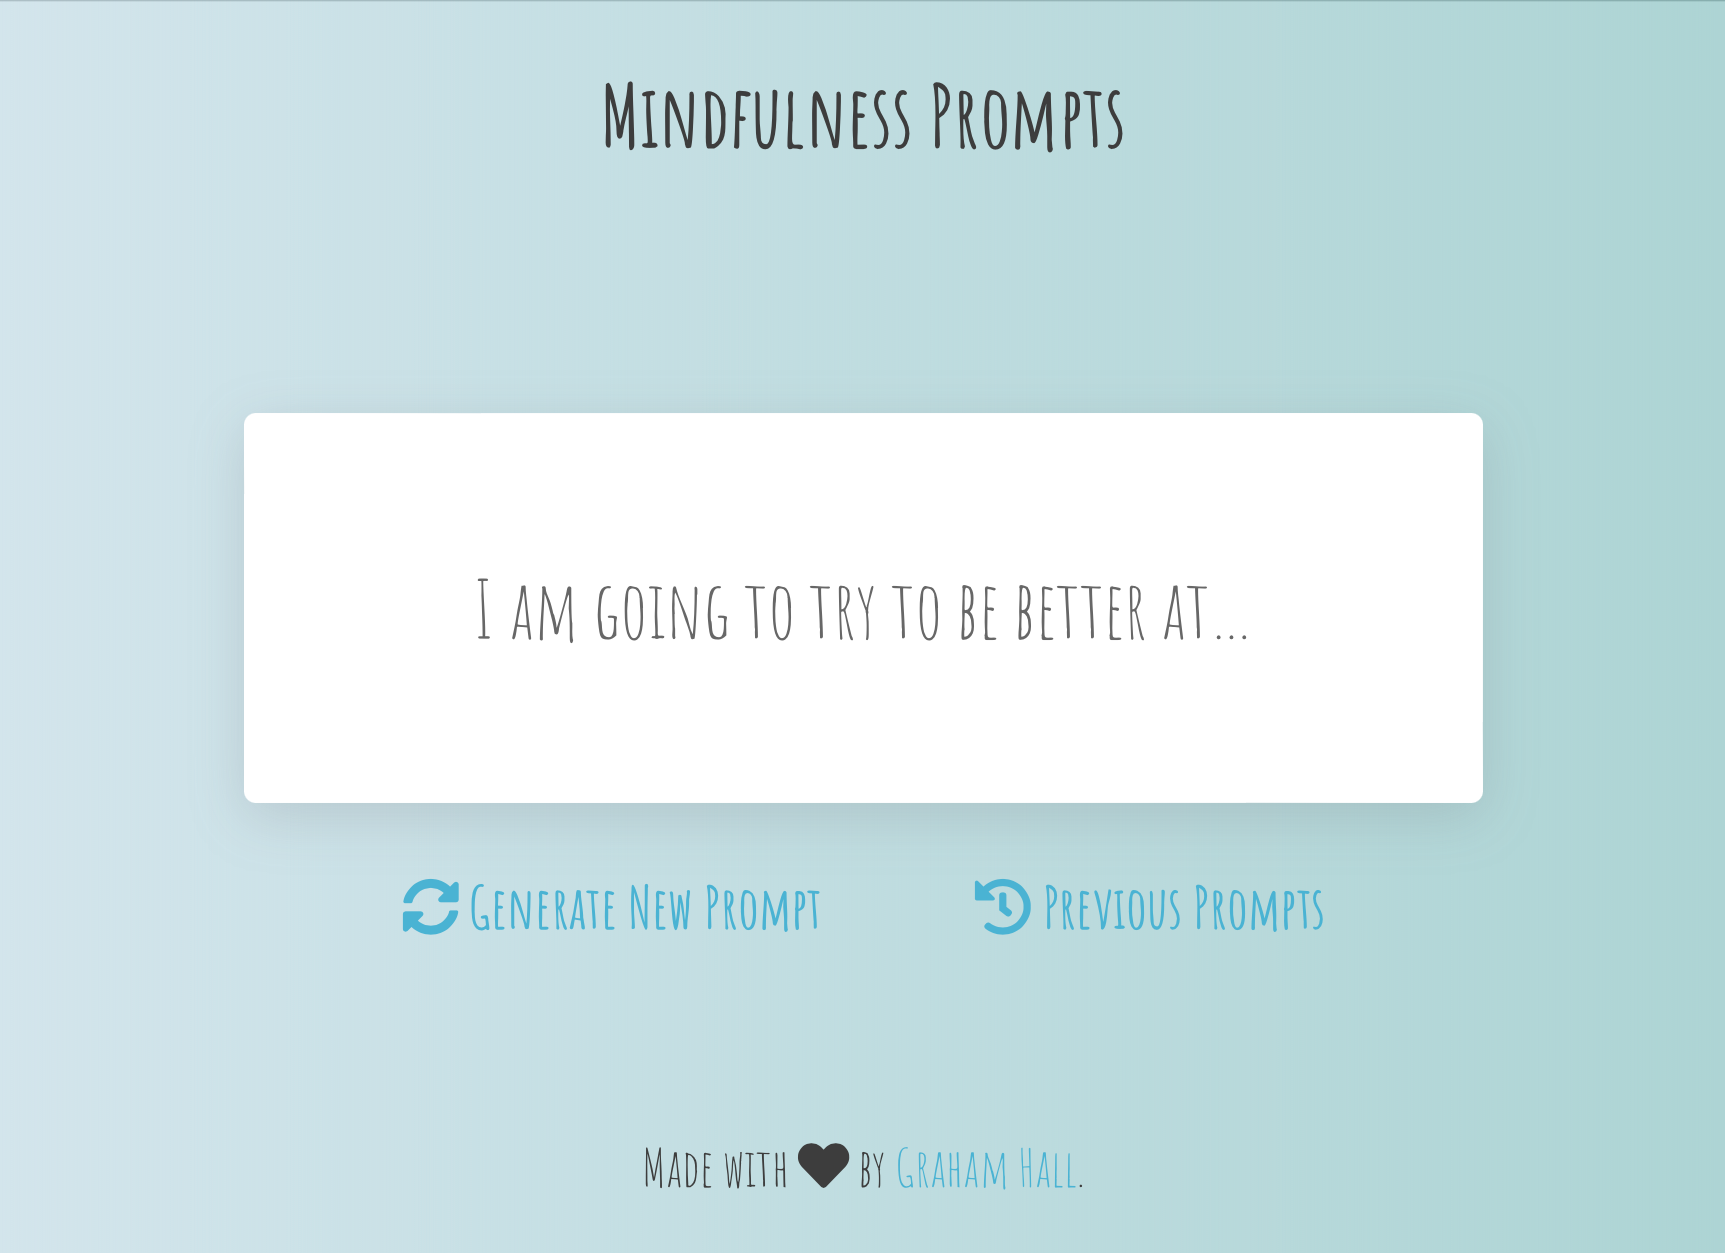 Mindfulness Prompts
I am going to try to be better at...
Generate New Prompt
Previous Prompts
Made with by Graham Hall.